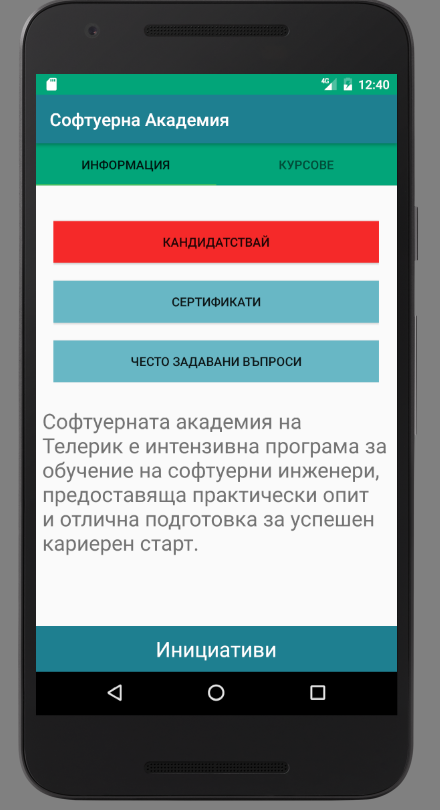 4G 12:40
Софтуерна Академия
ИНФОРМАЦИЯ КУРСОВЕ
КАНДИДАТСТВАЙ
СЕРТИФИКАТИ
ЧЕСТО ЗАДАВАНИ ВЪПРОСИ
Софтуерната академия на
Телерик е интензивна програма за
обучение на софтуерни инженери,
предоставяща практически опит
и отлична подготовка за успешен
кариерен старт.
Инициативи